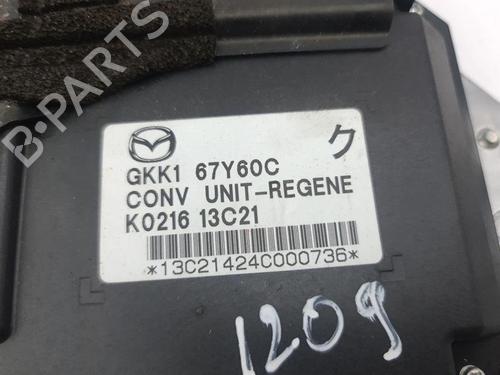 GKK1 67Y60C ク
CONV UNIT-REGENE
K0216 13C21
*13C21424C000736*
1209
B-PARTS